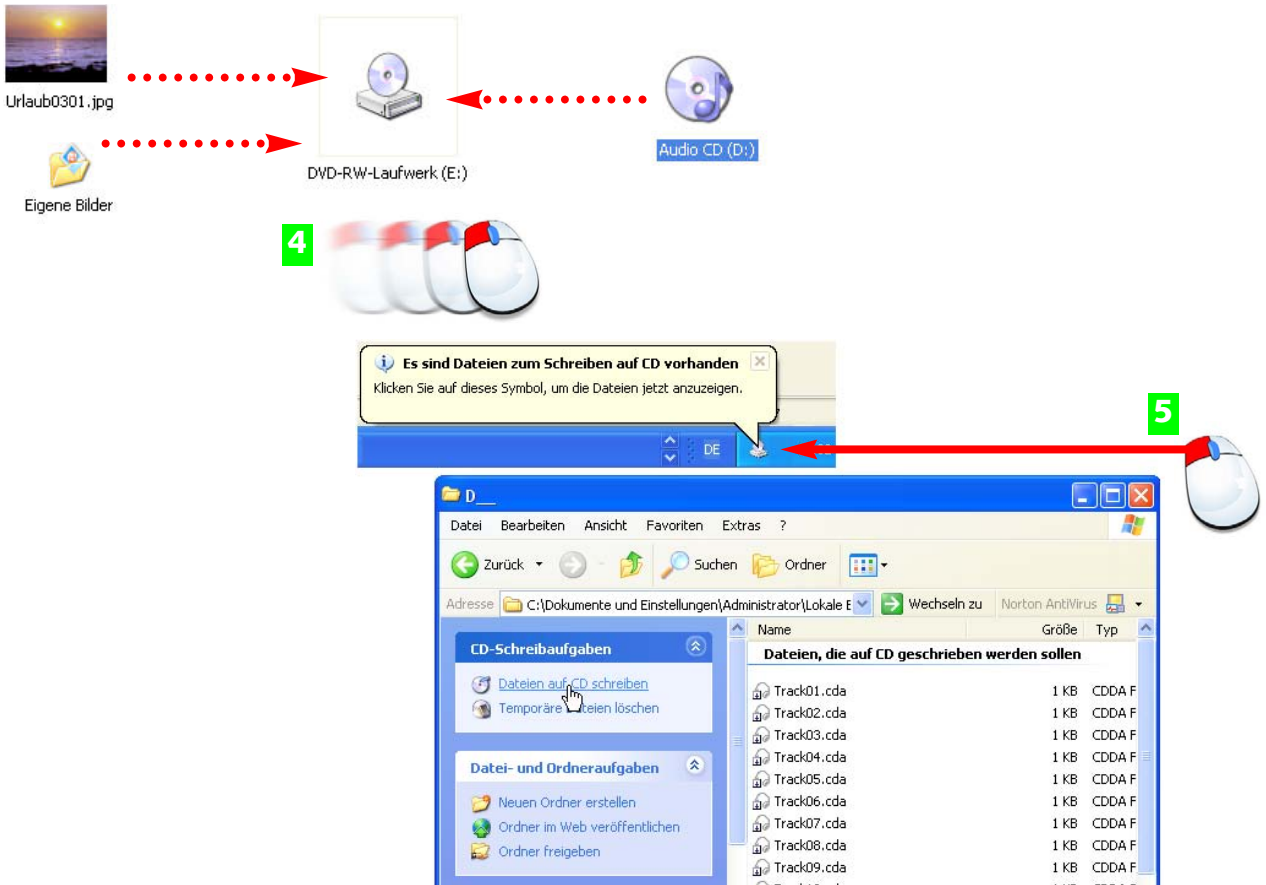 Urlaub0301.jpg
Eigene Bilder
DVD-RW-Laufwerk (E:)
Audio CD (D:)
4
Es sind Dateien zum Schreiben auf CD vorhanden
Klicken Sie auf dieses Symbol, um die Dateien jetzt anzuzeigen.
DE
5
D__
Datei Bearbeiten Ansicht Favoriten Extras ?
Zurück Suchen Ordner
Adresse C:\Dokumente und Einstellungen\Administrator\Lokale E Wechseln zu Norton AntiVirus
CD-Schreibaufgaben
Dateien auf CD schreiben
Temporäre Dateien löschen
Datei- und Ordneraufgaben
Neuen Ordner erstellen
Ordner im Web veröffentlichen
Ordner freigeben
Name Größe Typ
Dateien, die auf CD geschrieben werden sollen
Track01.cda 1 KB CDDA F
Track02.cda 1 KB CDDA F
Track03.cda 1 KB CDDA F
Track04.cda 1 KB CDDA F
Track05.cda 1 KB CDDA F
Track06.cda 1 KB CDDA F
Track07.cda 1 KB CDDA F
Track08.cda 1 KB CDDA F
Track09.cda 1 KB CDDA F